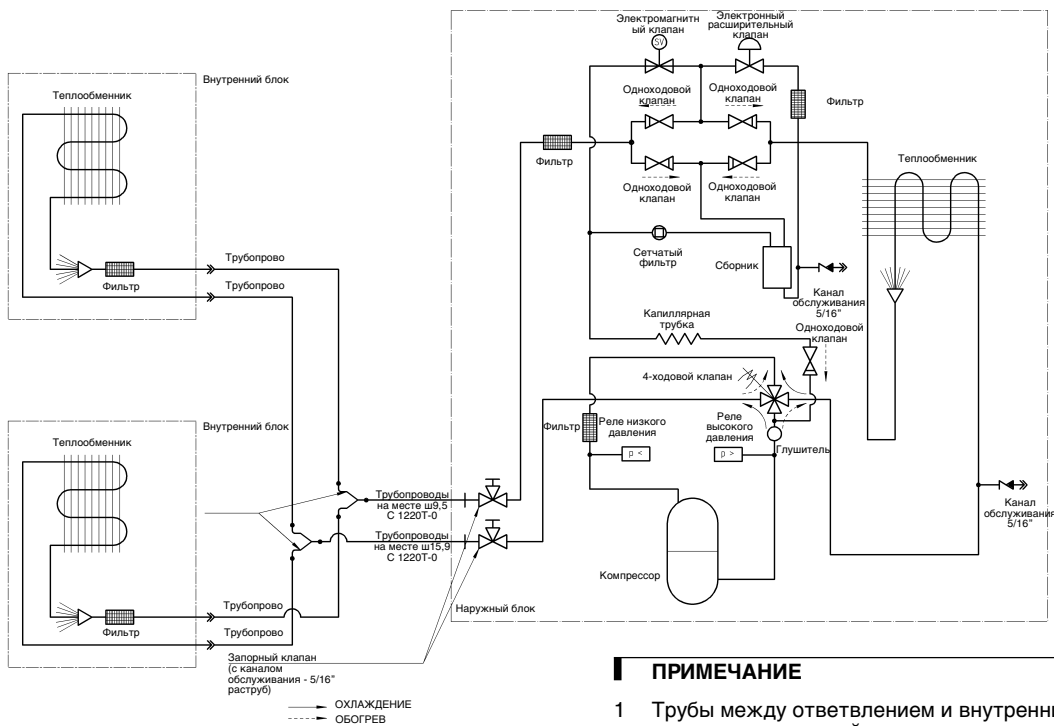 Электромагнитн
ый клапан
SV
Электронный
расширительный
клапан
Внутренний блок
Теплообменник
Одноходовой
клапан
Одноходовой
клапан
Фильтр
Фильтр
Теплообменник
Одноходовой
клапан
Одноходовой
клапан
Сетчатый
фильтр
Сборник
Фильтр
Трубопрово
Трубопрово
Канал
обслуживания
5/16"
Капиллярная
трубка
Одноходовой
клапан
4-ходовой клапан
Внутренний блок
Теплообменник
Фильтр
Реле низкого
давления
p <
Реле
высокого
давления
p >
Глушитель
Трубопроводы
на месте ш9,5
С 1220Т-0
Канал
обслуживания
5/16"
Трубопроводы
на месте ш15,9
С 1220Т-0
Компрессор
Наружный блок
Фильтр
Трубопрово
Трубопрово
Запорный клапан
(с каналом
обслуживания - 5/16"
раструб)
ОХЛАЖДЕНИЕ
ОБОГРЕВ
ПРИМЕЧАНИЕ
1 Трубы между ответвлением и внутренни